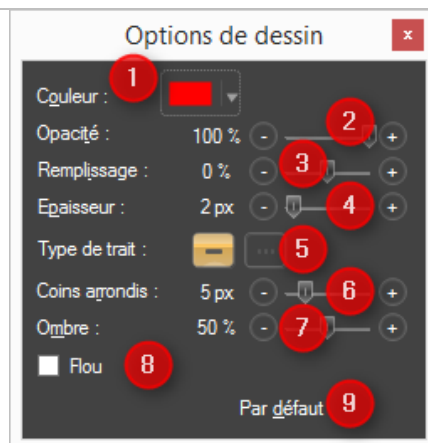 Options de dessin x
1
Couleur :
Opacité : 100 % - 2 +
Remplissage : 0 % - 3 +
Epaisseur : 2 px - 4 +
Type de trait : 5
Coins arrondis : 5 px - 6 +
Ombre : 50 % - 7 +
Flou 8
Par défaut 9